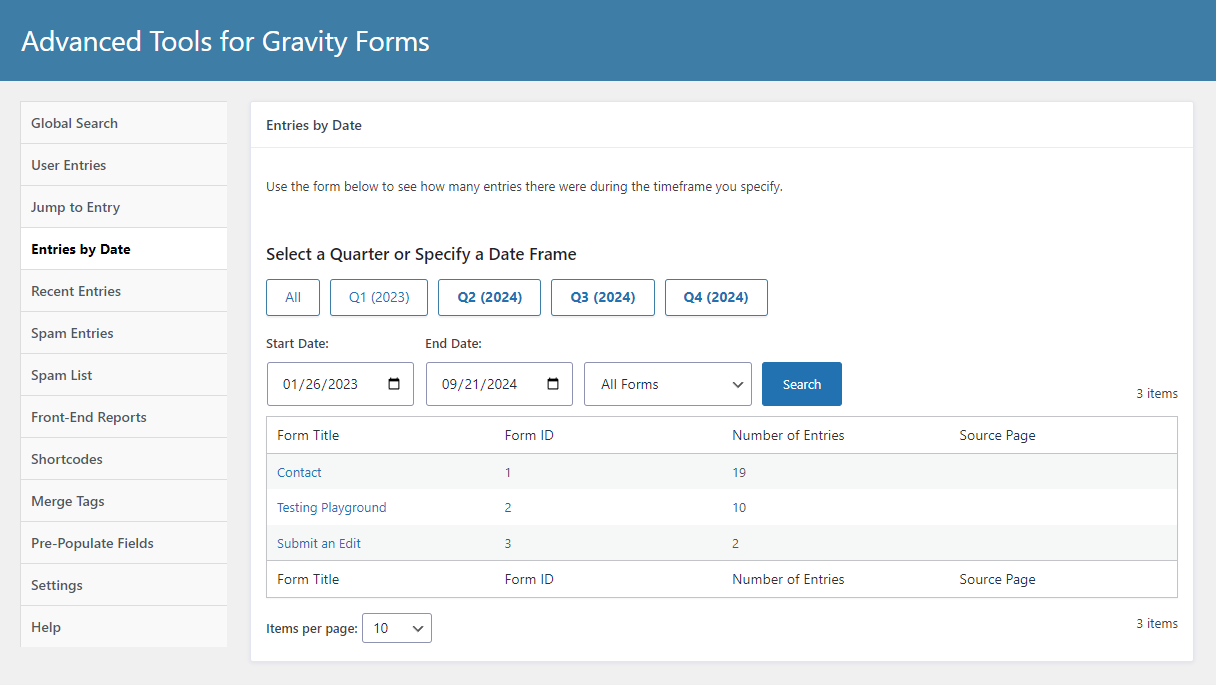 Advanced Tools for Gravity Forms
Global Search
User Entries
Jump to Entry
Entries by Date
Recent Entries
Spam Entries
Spam List
Front-End Reports
Shortcodes
Merge Tags
Pre-Populate Fields
Settings
Help
Entries by Date
Use the form below to see how many entries there were during the timeframe you specify.
Select a Quarter or Specify a Date Frame
All Q1 (2023) Q2 (2024) Q3 (2024) Q4 (2024)
Start Date: End Date:
01/26/2023 09/21/2024 All Forms Search
3 items
Form Title Form ID Number of Entries Source Page
Contact 1 19
Testing Playground 2 10
Submit an Edit 3 2
Form Title Form ID Number of Entries Source Page
Items per page: 10
3 items